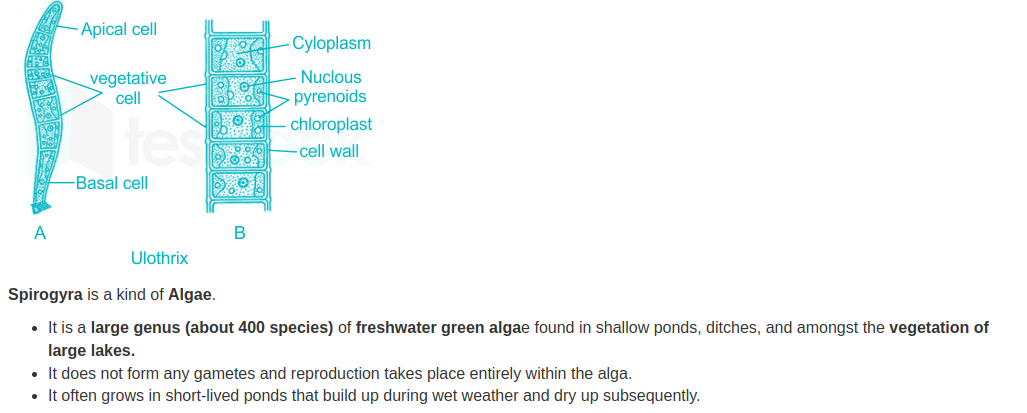 Apical cell
Cyloplasm
vegetative
cell
Nuclous
pyrenoids
chloroplast
cell wall
Basal cell
A
B
Ulothrix
Spirogyra is a kind of Algae.
• It is a large genus (about 400 species) of freshwater green algae found in shallow ponds, ditches, and amongst the vegetation of
large lakes.
• It does not form any gametes and reproduction takes place entirely within the alga.
• It often grows in short-lived ponds that build up during wet weather and dry up subsequently.